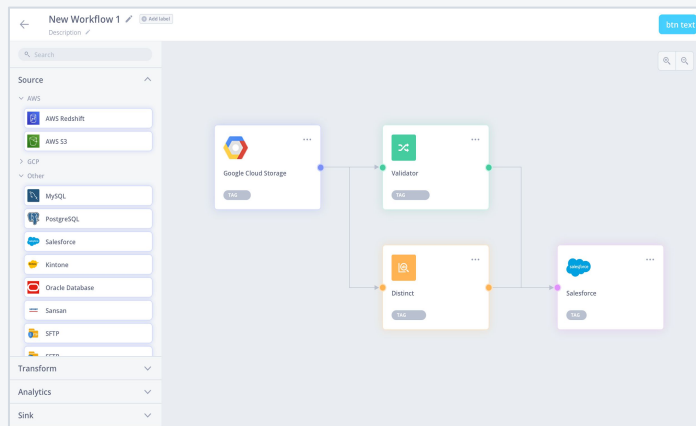 New Workflow 1
Add Label
Description
btn text
Search
Source
AWS
AWS Redshift
AWS S3
GCP
Other
MySQL
PostgreSQL
Salesforce
Kintone
Oracle Database
Sansan
SFTP
Transform
Analytics
Sink
Google Cloud Storage
TAG
Validator
TAG
Distinct
TAG
salesforce
Salesforce
TAG